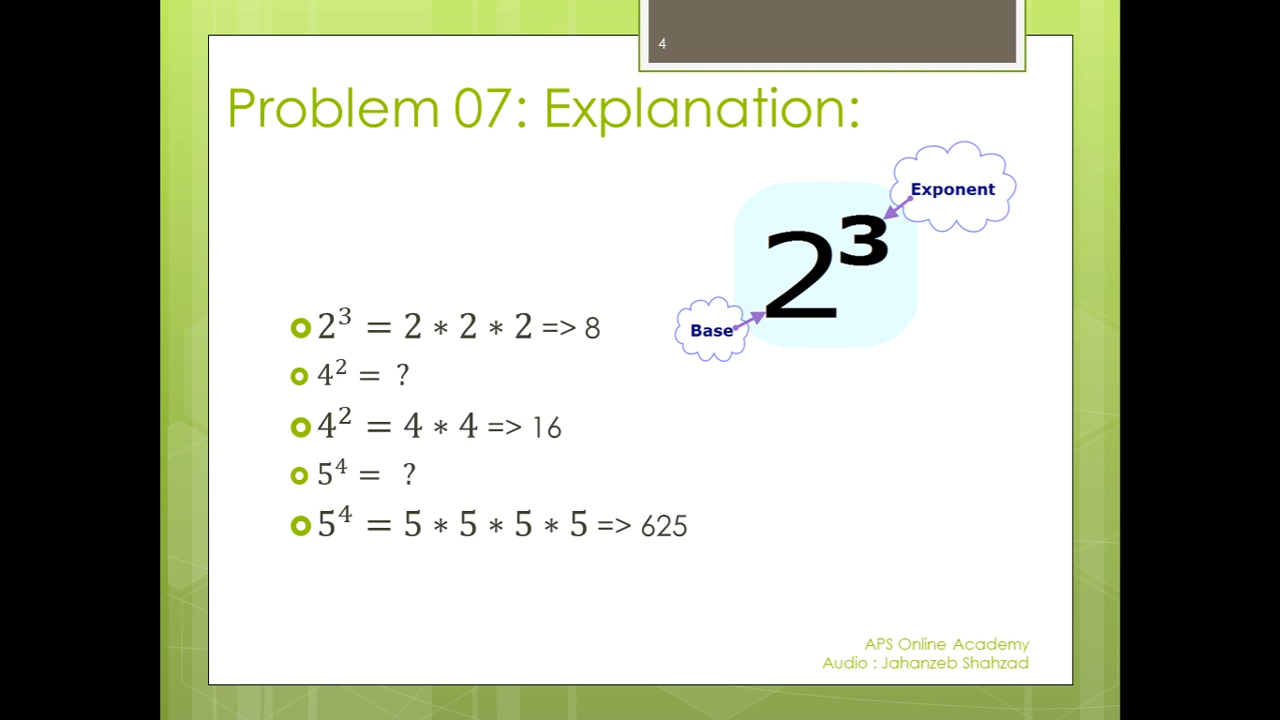 4
Problem 07: Explanation:
Exponent
2³
Base
2³ = 2 ∗ 2 ∗ 2 => 8
4² = ?
4² = 4 ∗ 4 => 16
5⁴ = ?
5⁴ = 5 ∗ 5 ∗ 5 ∗ 5 => 625
APS Online Academy
Audio : Jahanzeb Shahzad